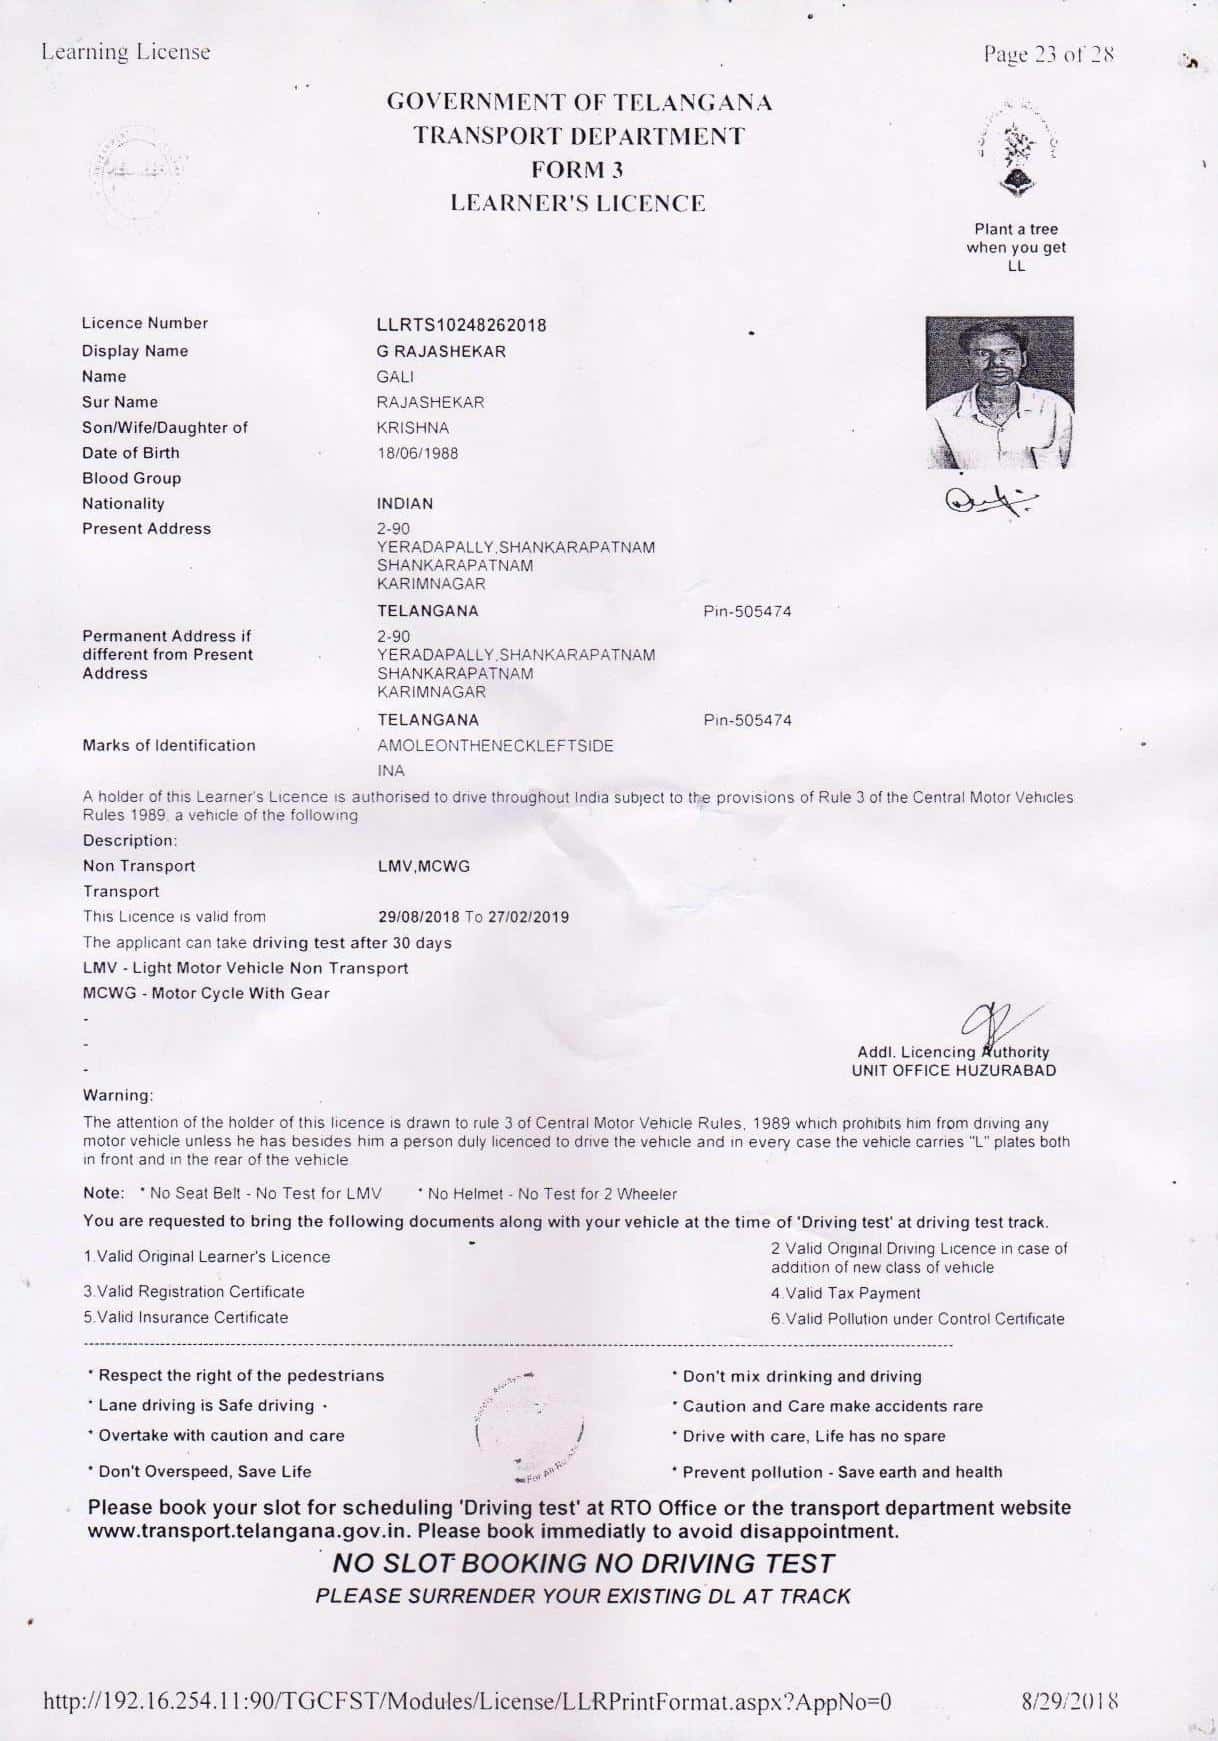 Learning License
Page 23 of 28
GOVERNMENT OF TELANGANA
TRANSPORT DEPARTMENT
FORM 3
LEARNER'S LICENCE
Plant a tree
when you get
LL
Licence Number LLRTS10248262018
Display Name G RAJASHEKAR
Name GALI
Sur Name RAJASHEKAR
Son/Wife/Daughter of KRISHNA
Date of Birth 18/06/1988
Blood Group
Nationality INDIAN
Present Address 2-90
YERADAPALLY,SHANKARAPATNAM
SHANKARAPATNAM
KARIMNAGAR
TELANGANA Pin-505474
Permanent Address if 2-90
different from Present YERADAPALLY,SHANKARAPATNAM
Address SHANKARAPATNAM
KARIMNAGAR
TELANGANA Pin-505474
Marks of Identification AMOLEONTHENECKLEFTSIDE
INA
A holder of this Learner's Licence is authorised to drive throughout India subject to the provisions of Rule 3 of the Central Motor Vehicles
Rules 1989, a vehicle of the following
Description:
Non Transport LMV,MCWG
Transport
This Licence is valid from 29/08/2018 To 27/02/2019
The applicant can take driving test after 30 days
LMV - Light Motor Vehicle Non Transport
MCWG - Motor Cycle With Gear
-
-
-
Addl. Licencing Authority
UNIT OFFICE HUZURABAD
Warning:
The attention of the holder of this licence is drawn to rule 3 of Central Motor Vehicle Rules, 1989 which prohibits him from driving any
motor vehicle unless he has besides him a person duly licenced to drive the vehicle and in every case the vehicle carries "L" plates both
in front and in the rear of the vehicle
Note: * No Seat Belt - No Test for LMV * No Helmet - No Test for 2 Wheeler
You are requested to bring the following documents along with your vehicle at the time of 'Driving test' at driving test track.
1.Valid Original Learner's Licence
2 Valid Original Driving Licence in case of
addition of new class of vehicle
3.Valid Registration Certificate 4.Valid Tax Payment
5.Valid Insurance Certificate 6.Valid Pollution under Control Certificate
* Respect the right of the pedestrians * Don't mix drinking and driving
* Lane driving is Safe driving * Caution and Care make accidents rare
* Overtake with caution and care * Drive with care, Life has no spare
* Don't Overspeed, Save Life * Prevent pollution - Save earth and health
Please book your slot for scheduling 'Driving test' at RTO Office or the transport department website
www.transport.telangana.gov.in. Please book immediatly to avoid disappointment.
NO SLOT BOOKING NO DRIVING TEST
PLEASE SURRENDER YOUR EXISTING DL AT TRACK
http://192.16.254.11:90/TGCFST/Modules/License/LLRPrintFormat.aspx?AppNo=0 8/29/2018